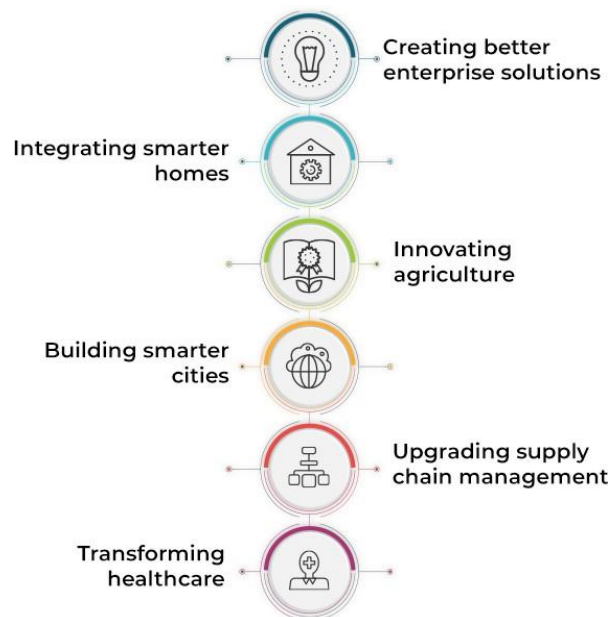 Creating better
enterprise solutions
Integrating smarter
homes
Innovating
agriculture
Building smarter
cities
Upgrading supply
chain management
Transforming
healthcare